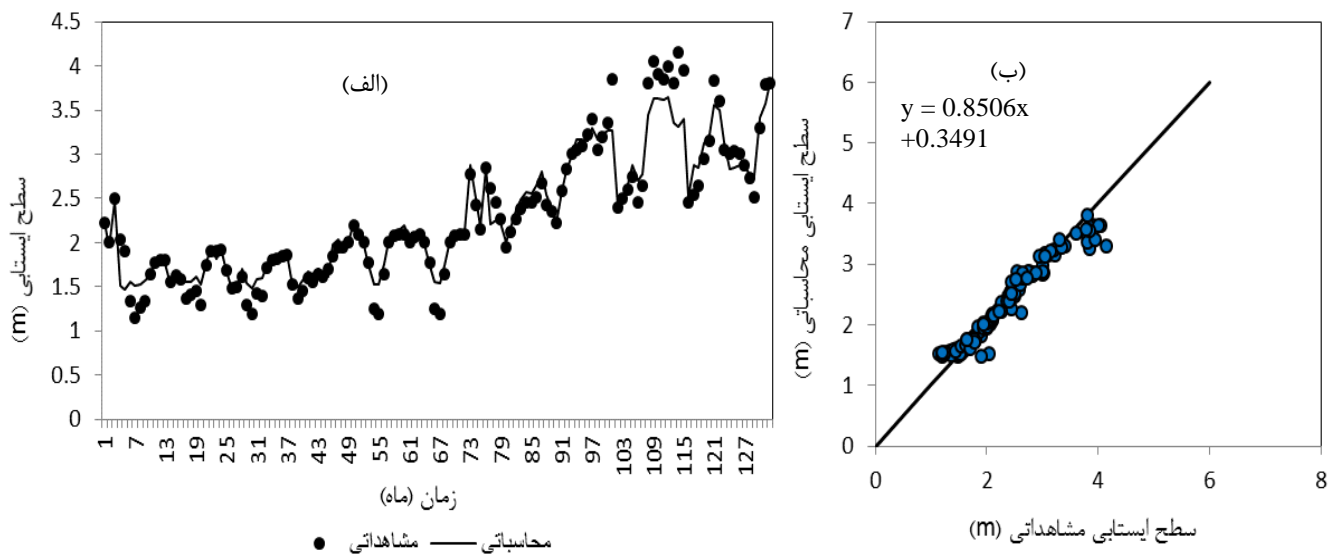 4.5
4
3.5
3
2.5
2
1.5
1
0.5
0
سطح ایستابی (m)
(الف)
1 7 13 19 25 31 37 43 49 55 61 67 73 79 85 91 97 103 109 115 121 127
زمان (ماه)
مشاهداتی محاسباتی
7
6
5
4
3
2
1
0
سطح ایستابی محاسباتی (m)
(ب)
y = 0.8506x
+0.3491
0 2 4 6 8
سطح ایستابی مشاهداتی (m)